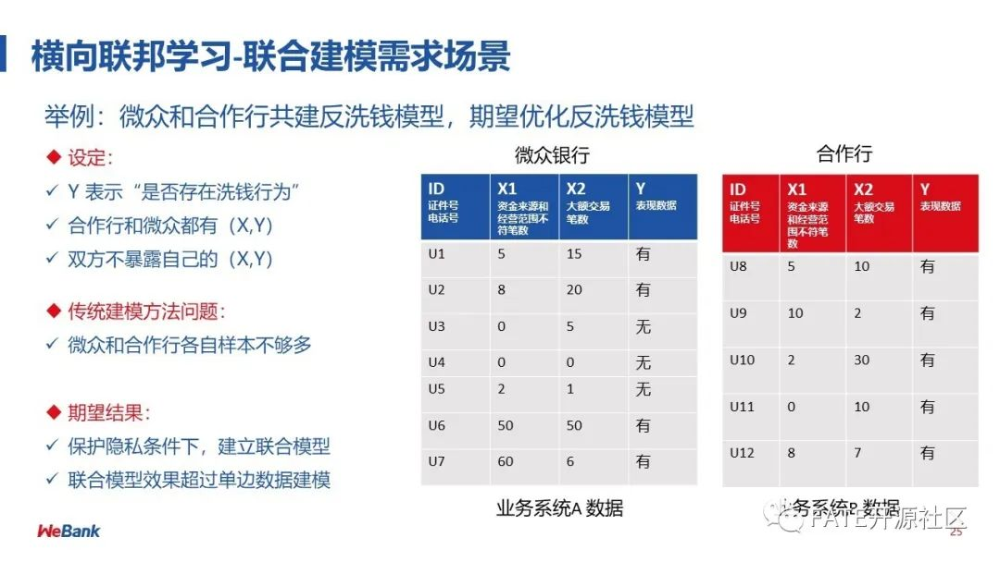 横向联邦学习-联合建模需求场景
举例：微众和合作行共建反洗钱模型，期望优化反洗钱模型
◆ 设定：
✓ Y 表示“是否存在洗钱行为”
✓ 合作行和微众都有（X,Y）
✓ 双方不暴露自己的（X,Y）
◆ 传统建模方法问题：
✓ 微众和合作行各自样本不够多
◆ 期望结果：
✓ 保护隐私条件下，建立联合模型
✓ 联合模型效果超过单边数据建模
微众银行
ID X1 X2 Y
证件号 资金来源和 大额交易 表现数据
电话号 经营范围不 笔数
符笔数
U1 5 15 有
U2 8 20 有
U3 0 5 无
U4 0 0 无
U5 2 1 无
U6 50 50 有
U7 60 6 有
业务系统A 数据
合作行
ID X1 X2 Y
证件号 资金来源 大额交易 表现数据
电话号 和经营范 笔数
围不符笔
数
U8 5 10 有
U9 10 2 有
U10 2 30 有
U11 0 10 有
U12 8 7 有
业务系统B 数据
FATE开源社区
WeBank
25